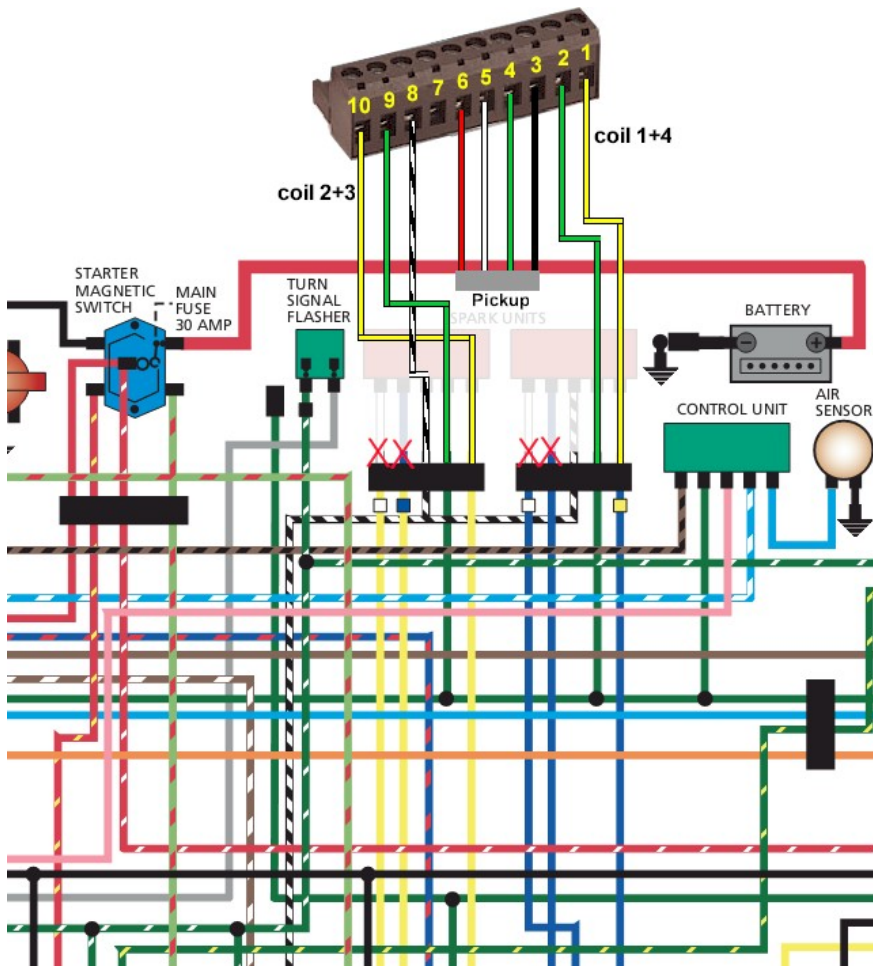 10 9 8 7 6 5 4 3 2 1
coil 1+4
coil 2+3
STARTER
MAGNETIC
SWITCH
MAIN
FUSE
30 AMP
TURN
SIGNAL
FLASHER
Pickup
SPARK UNITS
BATTERY
CONTROL UNIT
AIR
SENSOR